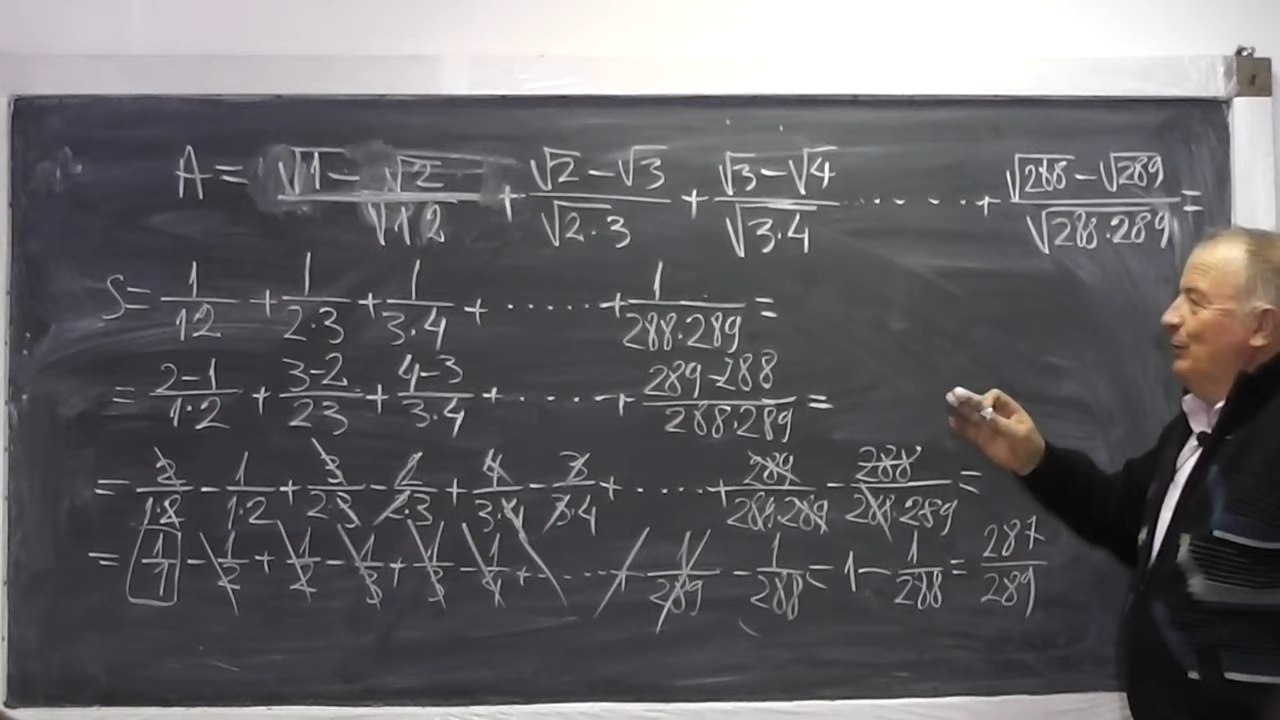 A = (√1 - √2)/√(1·2) + (√2 - √3)/√(2·3) + (√3 - √4)/√(3·4) ...... + (√288 - √289)/√(288·289) =
S = 1/(1·2) + 1/(2·3) + 1/(3·4) + ...... + 1/(288·289) =
= (2-1)/(1·2) + (3-2)/(2·3) + (4-3)/(3·4) + ...... + (289-288)/(288·289) =
= 2/(1·2) - 1/(1·2) + 3/(2·3) - 2/(2·3) + 4/(3·4) - 3/(3·4) + ...... + 289/(289·289) - 288/(288·289) =
= 1/1 - 1/2 + 1/2 - 1/3 + 1/3 - 1/4 + ...... + 1/289 - 1/288 = 1 - 1/288 = 287/289